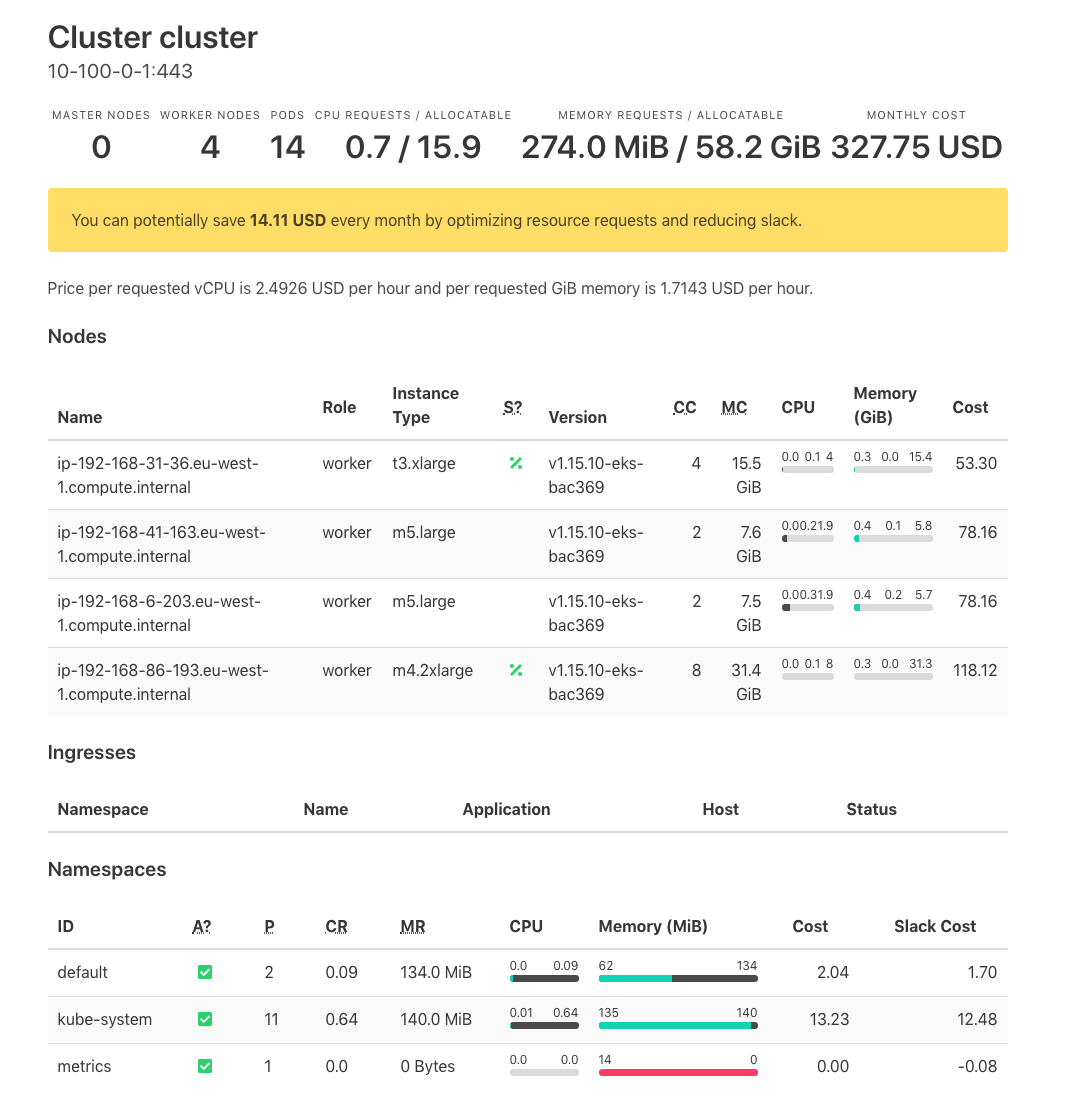 Cluster cluster
10-100-0-1:443
MASTER NODES WORKER NODES PODS CPU REQUESTS / ALLOCATABLE MEMORY REQUESTS / ALLOCATABLE MONTHLY COST
0 4 14 0.7 / 15.9 274.0 MiB / 58.2 GiB 327.75 USD
You can potentially save 14.11 USD every month by optimizing resource requests and reducing slack.
Price per requested vCPU is 2.4926 USD per hour and per requested GiB memory is 1.7143 USD per hour.
Nodes
Name Role Instance Type S? Version CC MC CPU Memory (GiB) Cost
ip-192-168-31-36.eu-west- worker t3.xlarge v1.15.10-eks- 4 15.5 0.0 0.1 4 0.3 0.0 15.4 53.30
1.compute.internal bac369 GiB
ip-192-168-41-163.eu-west- worker m5.large v1.15.10-eks- 2 7.6 0.00.21.9 0.4 0.1 5.8 78.16
1.compute.internal bac369 GiB
ip-192-168-6-203.eu-west- worker m5.large v1.15.10-eks- 2 7.5 0.00.31.9 0.4 0.2 5.7 78.16
1.compute.internal bac369 GiB
ip-192-168-86-193.eu-west- worker m4.2xlarge v1.15.10-eks- 8 31.4 0.0 0.1 8 0.3 0.0 31.3 118.12
1.compute.internal bac369 GiB
Ingresses
Namespace Name Application Host Status
Namespaces
ID A? P CR MR CPU Memory (MiB) Cost Slack Cost
default 2 0.09 134.0 MiB 0.0 0.09 62 134 2.04 1.70
kube-system 11 0.64 140.0 MiB 0.01 0.64 135 140 13.23 12.48
metrics 1 0.0 0 Bytes 0.0 0.0 14 0 0.00 -0.08